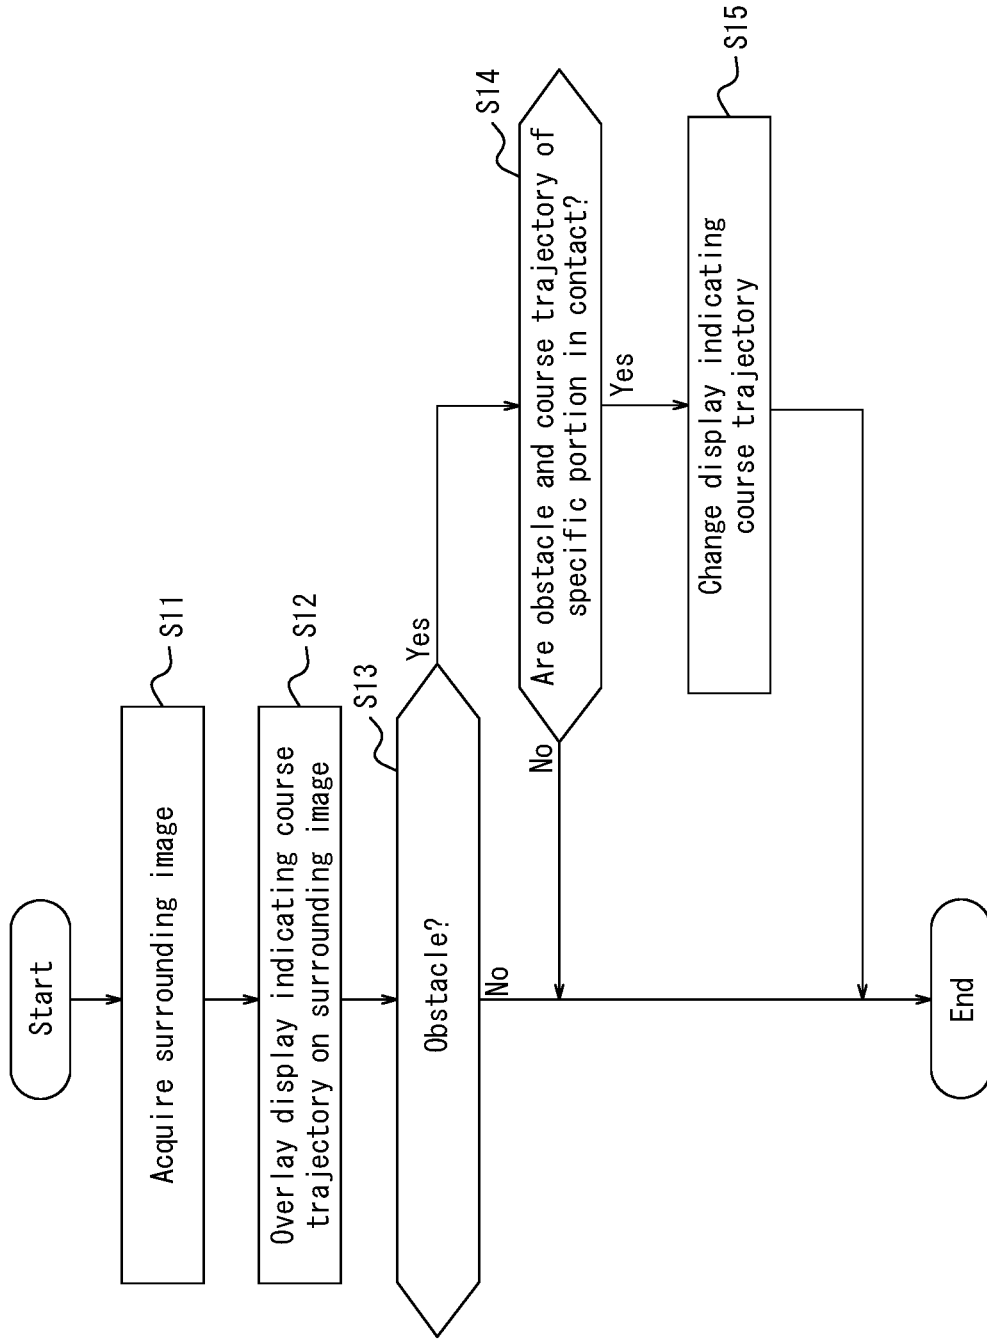 Start
Acquire surrounding image
S11
Overlay display indicating course
trajectory on surrounding image
S12
Obstacle?
S13
Yes
No
Are obstacle and course trajectory of
specific portion in contact?
S14
No
Yes
Change display indicating
course trajectory
S15
End